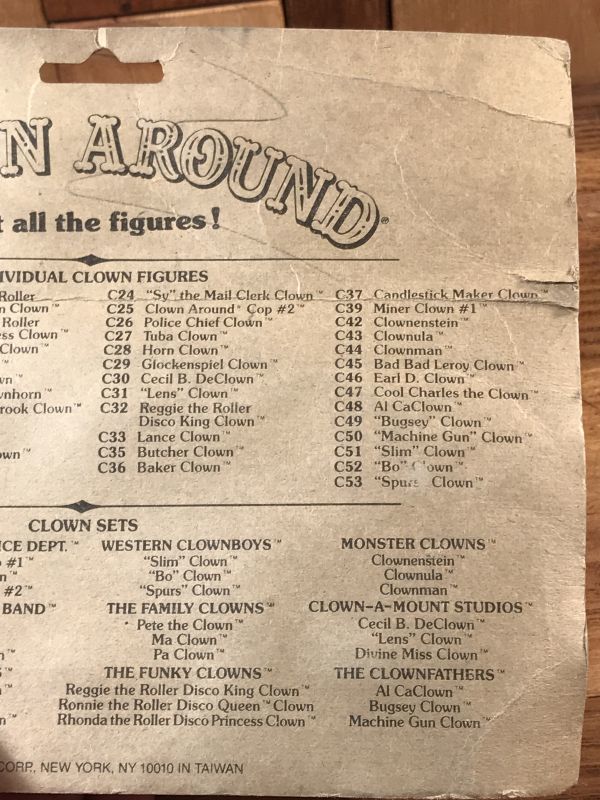 N AROUND®
t all the figures!
IVIDUAL CLOWN FIGURES
Roller
n Clown™
Roller
ss Clown™
Clown™
™
wn™
wnhorn™
rook Clown™
own™
C24 "Sy" the Mail Clerk Clown™
C25 Clown Around® Cop #2™
C26 Police Chief Clown™
C27 Tuba Clown™
C28 Horn Clown™
C29 Glockenspiel Clown™
C30 Cecil B. DeClown™
C31 "Lens" Clown™
C32 Reggie the Roller
Disco King Clown™
C33 Lance Clown™
C35 Butcher Clown™
C36 Baker Clown™
C37 Candlestick Maker Clown™
C39 Miner Clown #1™
C42 Clownenstein™
C43 Clownula™
C44 Clownman™
C45 Bad Bad Leroy Clown™
C46 Earl D. Clown™
C47 Cool Charles the Clown™
C48 Al CaClown™
C49 "Bugsey" Clown™
C50 "Machine Gun" Clown™
C51 "Slim" Clown™
C52 "Bo" Clown™
C53 "Spurs" Clown™
CLOWN SETS
ICE DEPT.™
#1™
n™
#2™
BAND™
n™
™
™
n™
WESTERN CLOWNBOYS™
"Slim" Clown™
"Bo" Clown™
"Spurs" Clown™
THE FAMILY CLOWNS™
Pete the Clown™
Ma Clown™
Pa Clown™
THE FUNKY CLOWNS™
Reggie the Roller Disco King Clown™
Ronnie the Roller Disco Queen™ Clown
Rhonda the Roller Disco Princess Clown™
MONSTER CLOWNS™
Clownenstein™
Clownula™
Clownman™
CLOWN-A-MOUNT STUDIOS™
Cecil B. DeClown™
"Lens" Clown™
Divine Miss Clown™
THE CLOWNFATHERS™
Al CaClown™
Bugsey Clown™
Machine Gun Clown™
CORP., NEW YORK, NY 10010 IN TAIWAN